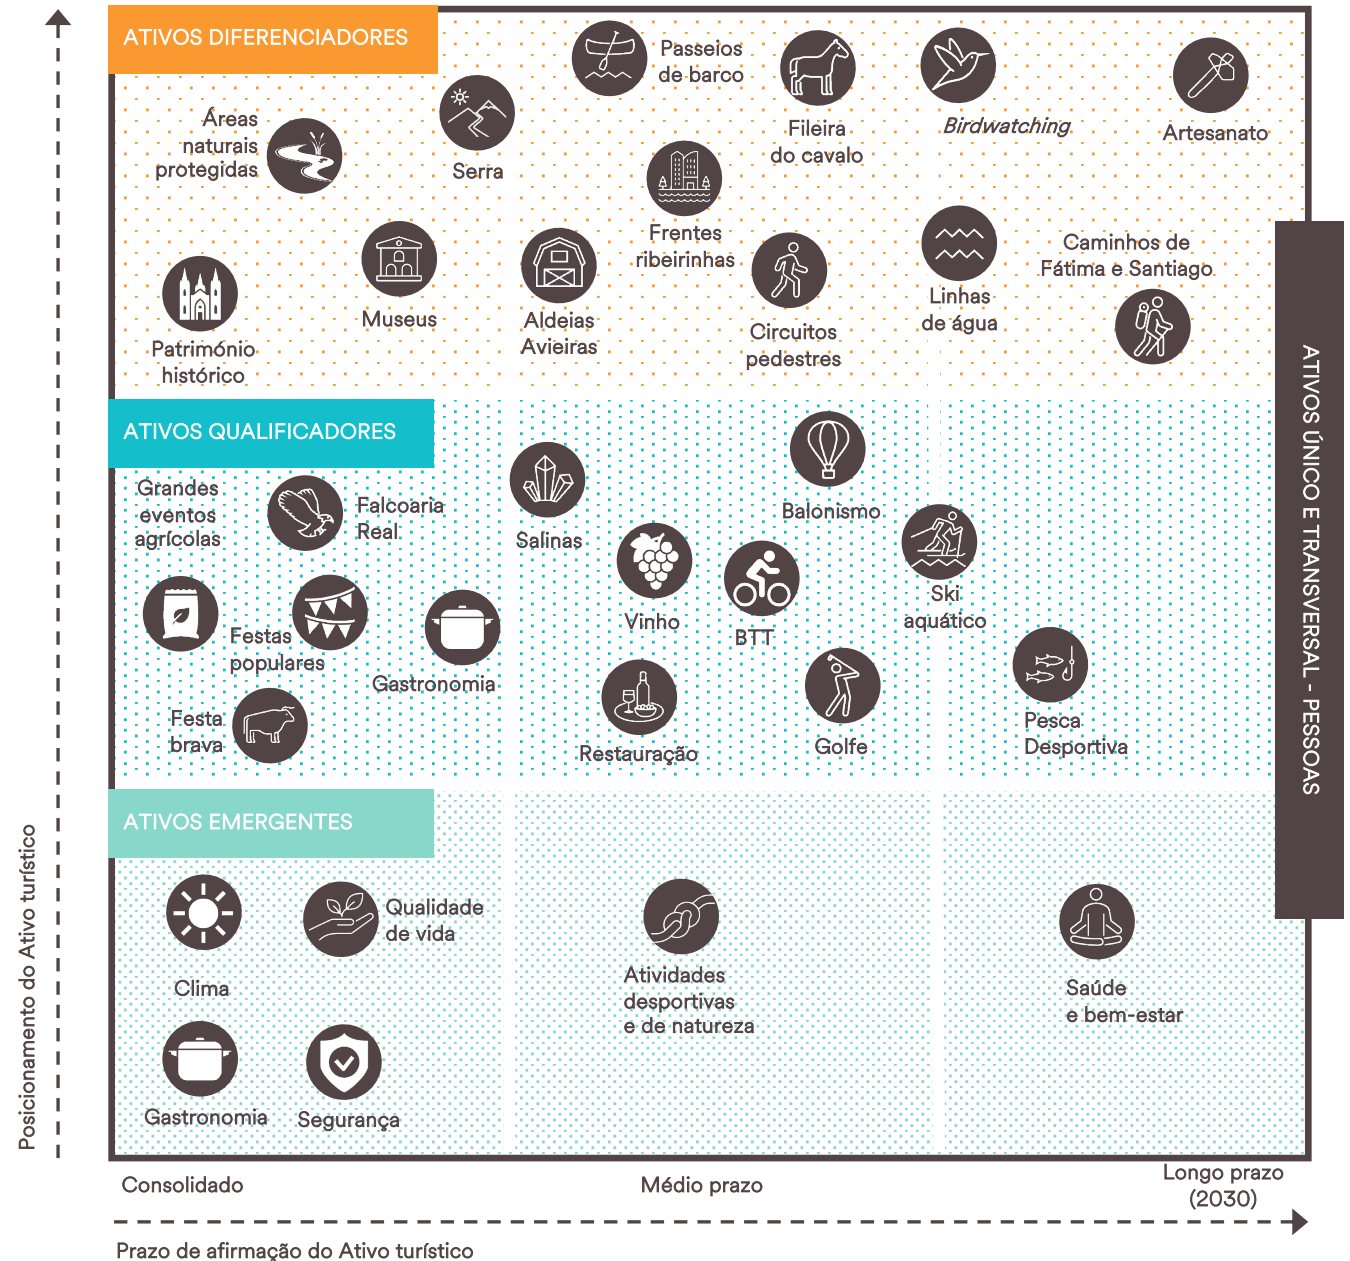 ATIVOS DIFERENCIADORES
Passeios
de barco
Áreas
naturais
protegidas
Serra
Fileira
do cavalo
Birdwatching
Artesanato
Património
histórico
Museus
Aldeias
Avieiras
Frentes
ribeirinhas
Circuitos
pedestres
Linhas
de água
Caminhos de
Fátima e Santiago
ATIVOS QUALIFICADORES
Grandes
eventos
agrícolas
Falcoaria
Real
Salinas
Balonismo
Festas
populares
Gastronomia
Vinho
BTT
Ski
aquático
Festa
brava
Restauração
Golfe
Pesca
Desportiva
ATIVOS EMERGENTES
Clima
Qualidade
de vida
Gastronomia
Segurança
Atividades
desportivas
e de natureza
Saúde
e bem-estar
ATIVOS ÚNICO E TRANSVERSAL - PESSOAS
Posicionamento do Ativo turístico
Consolidado
Médio prazo
Longo prazo
(2030)
Prazo de afirmação do Ativo turístico